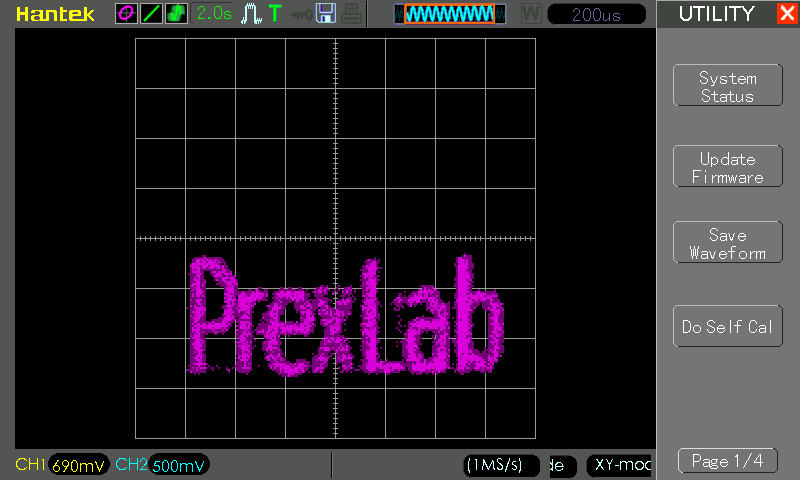 Hantek 2.0s T W 200us UTILITY
System
Status
Update
Firmware
Save
Waveform
PrexLab
Do Self Cal
CH1 690mV CH2 500mV (1MS/s) de XY-mod Page 1/4